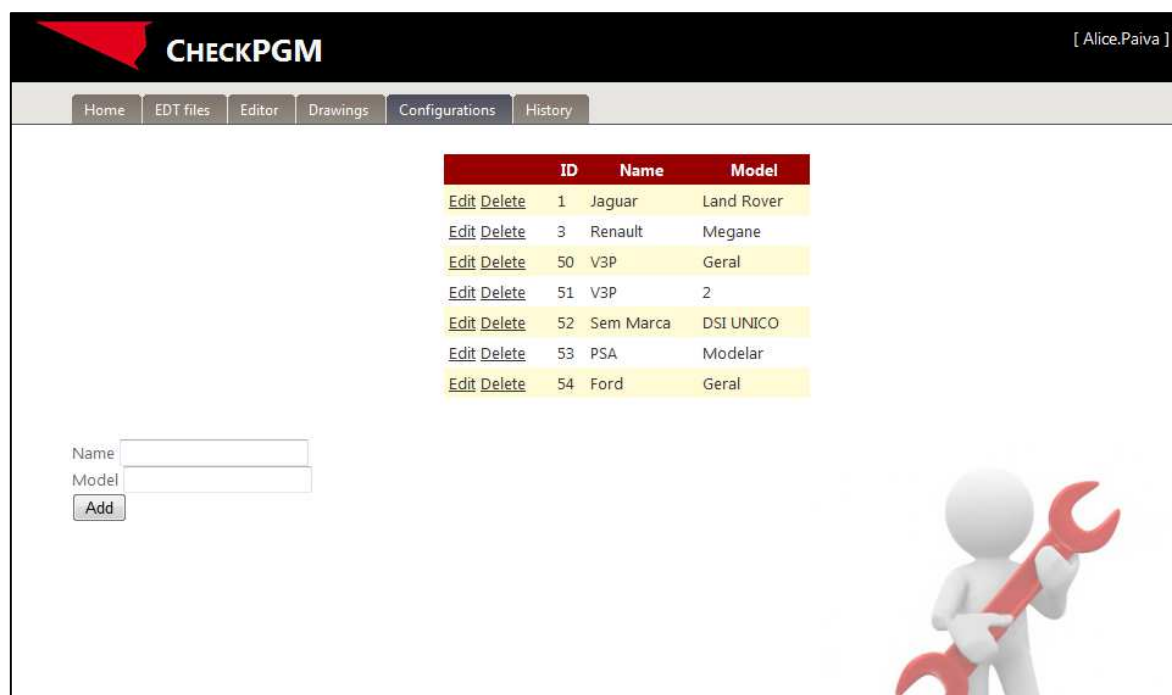 CHECKPGM
[ Alice.Paiva ]
Home EDT files Editor Drawings Configurations History
ID Name Model
Edit Delete 1 Jaguar Land Rover
Edit Delete 3 Renault Megane
Edit Delete 50 V3P Geral
Edit Delete 51 V3P 2
Edit Delete 52 Sem Marca DSI UNICO
Edit Delete 53 PSA Modelar
Edit Delete 54 Ford Geral
Name
Model
Add